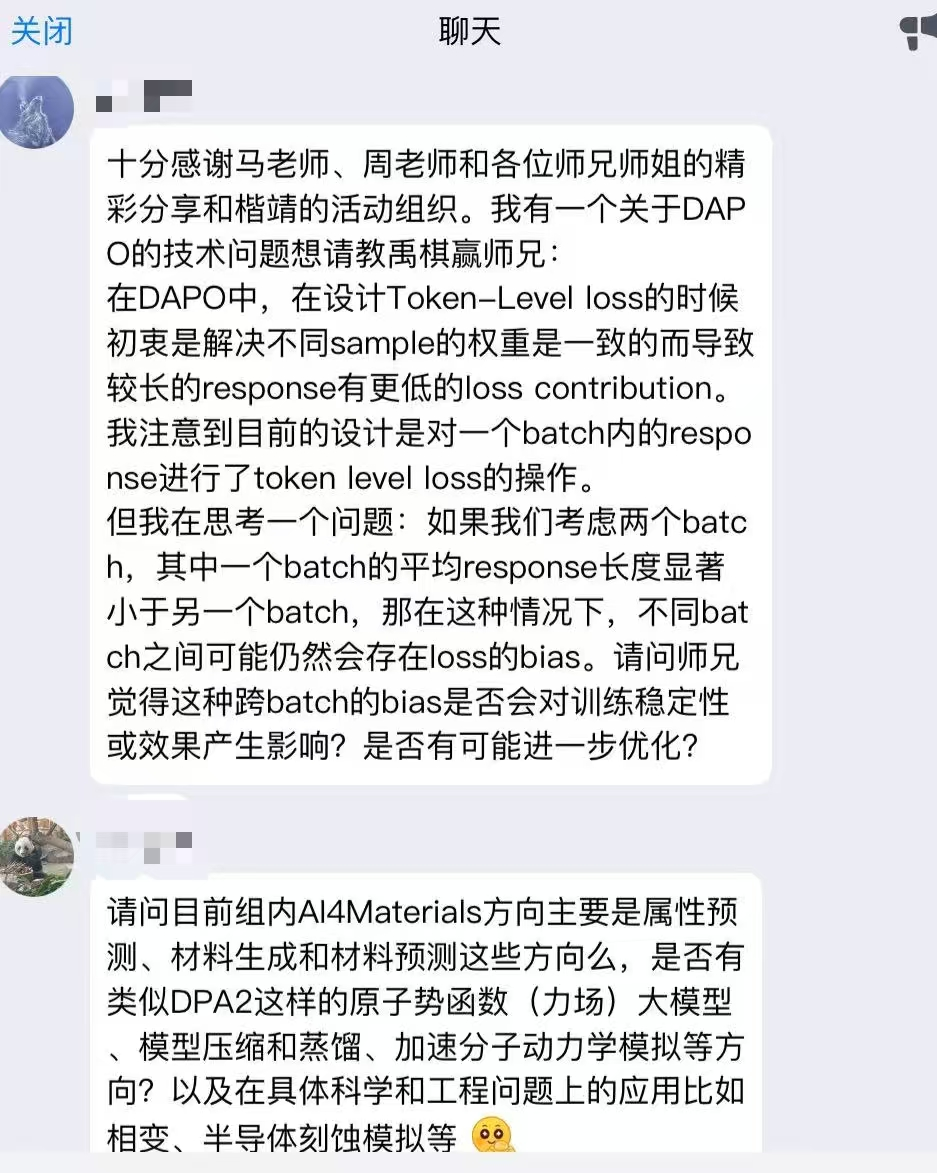 关闭
聊天
十分感谢马老师、周老师和各位师兄师姐的精
彩分享和楷靖的活动组织。我有一个关于DAP
O的技术问题想请教禹棋赢师兄：
在DAPO中，在设计Token-Level loss的时候
初衷是解决不同sample的权重是一致的而导致
较长的response有更低的loss contribution。
我注意到目前的设计是对一个batch内的respo
nse进行了token level loss的操作。
但我在思考一个问题：如果我们考虑两个batc
h，其中一个batch的平均response长度显著
小于另一个batch，那在这种情况下，不同bat
ch之间可能仍然会存在loss的bias。请问师兄
觉得这种跨batch的bias是否会对训练稳定性
或效果产生影响？是否有可能进一步优化？
请问目前组内AI4Materials方向主要是属性预
测、材料生成和材料预测这些方向么，是否有
类似DPA2这样的原子势函数（力场）大模型
、模型压缩和蒸馏、加速分子动力学模拟等方
向？以及在具体科学和工程问题上的应用比如
相变、半导体刻蚀模拟等